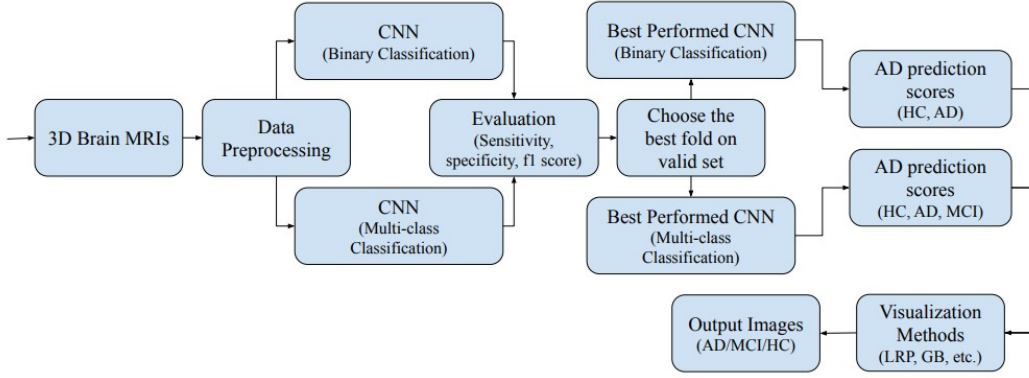 3D Brain MRIs
Data
Preprocessing
CNN
(Binary Classification)
CNN
(Multi-class
Classification)
Evaluation
(Sensitivity,
specificity, f1 score)
Choose the
best fold on
valid set
Best Performed CNN
(Binary Classification)
Best Performed CNN
(Multi-class
Classification)
AD prediction
scores
(HC, AD)
AD prediction
scores
(HC, AD, MCI)
Visualization
Methods
(LRP, GB, etc.)
Output Images
(AD/MCI/HC)